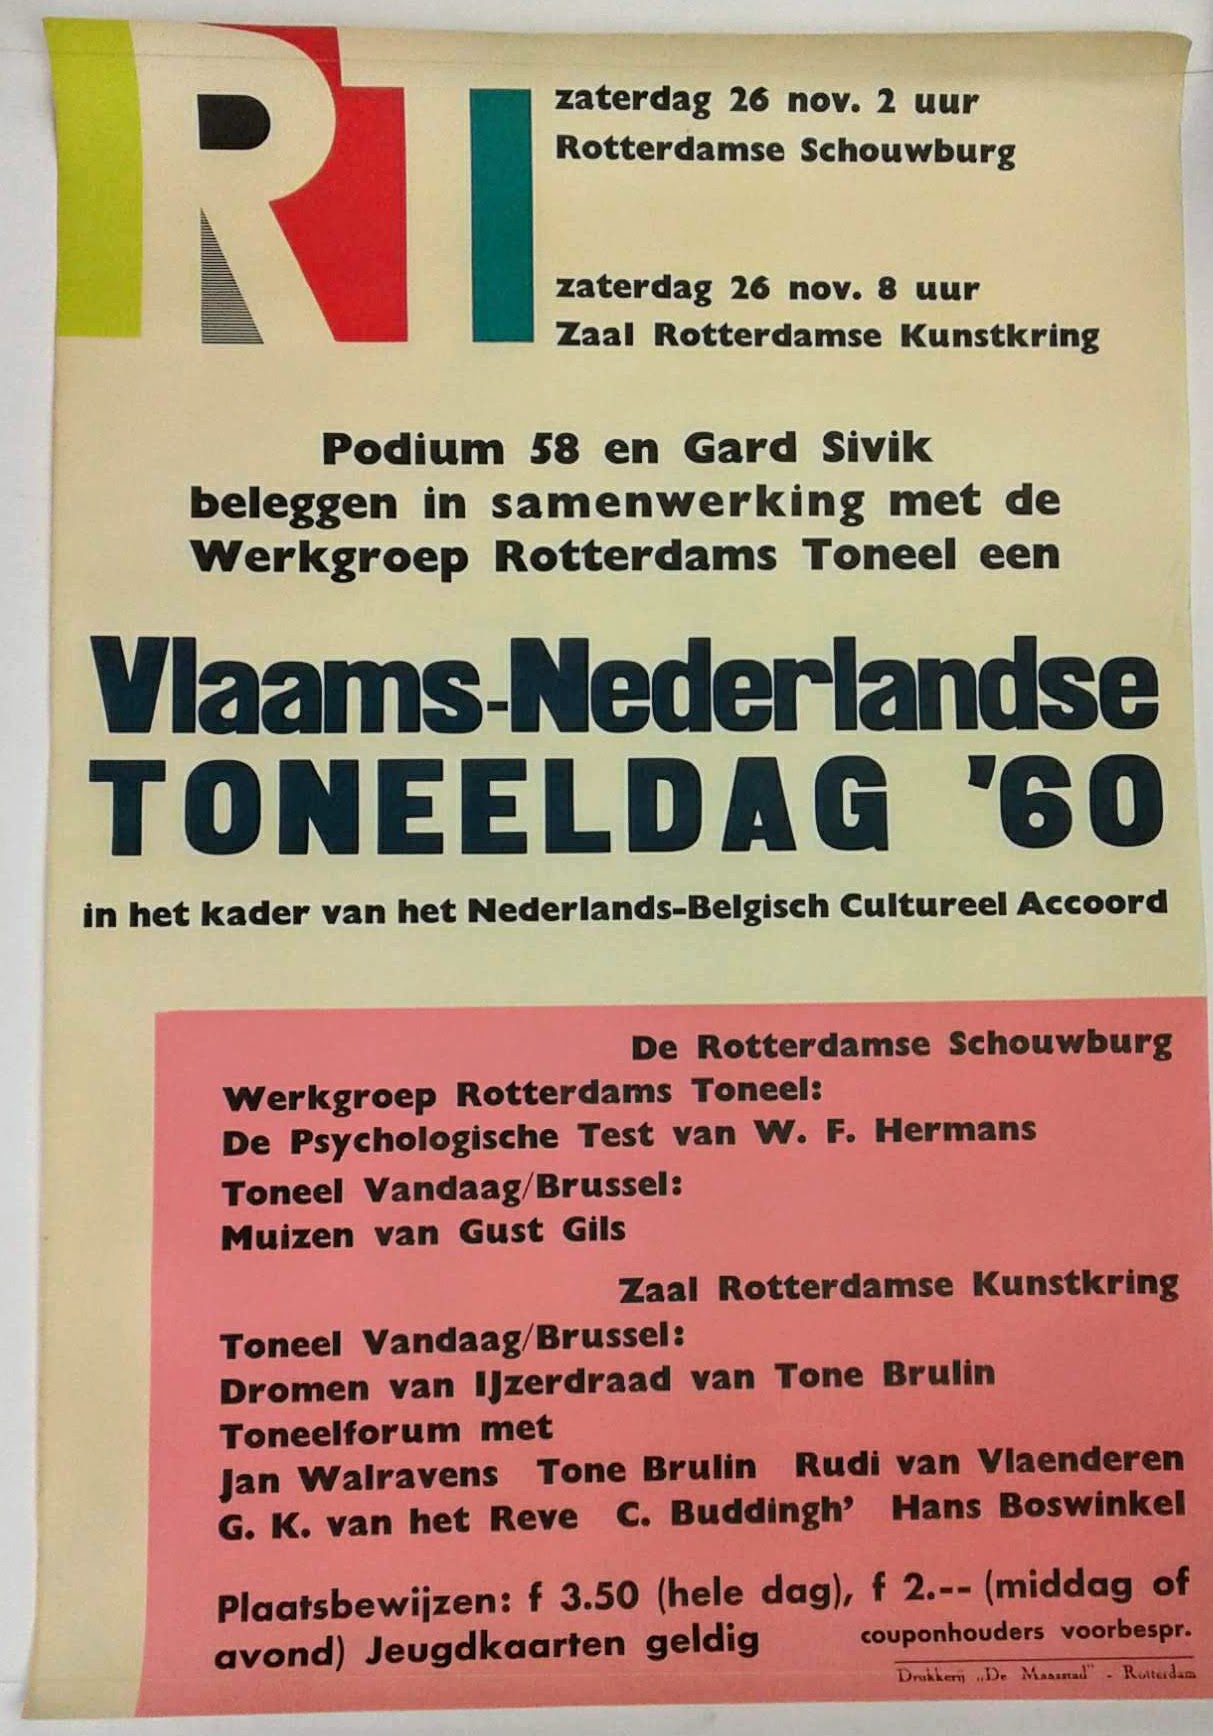 RT
zaterdag 26 nov. 2 uur
Rotterdamse Schouwburg
zaterdag 26 nov. 8 uur
Zaal Rotterdamse Kunstkring
Podium 58 en Gard Sivik
beleggen in samenwerking met de
Werkgroep Rotterdams Toneel een
Vlaams-Nederlandse
TONEELDAG '60
in het kader van het Nederlands-Belgisch Cultureel Accoord
De Rotterdamse Schouwburg
Werkgroep Rotterdams Toneel:
De Psychologische Test van W. F. Hermans
Toneel Vandaag/Brussel:
Muizen van Gust Gils
Zaal Rotterdamse Kunstkring
Toneel Vandaag/Brussel:
Dromen van IJzerdraad van Tone Brulin
Toneelforum met
Jan Walravens Tone Brulin Rudi van Vlaenderen
G. K. van het Reve C. Buddingh' Hans Boswinkel
Plaatsbewijzen: f 3.50 (hele dag), f 2.-- (middag of
avond) Jeugdkaarten geldig
couponhouders voorbespr.
Drukkerij „De Maasstad" - Rotterdam